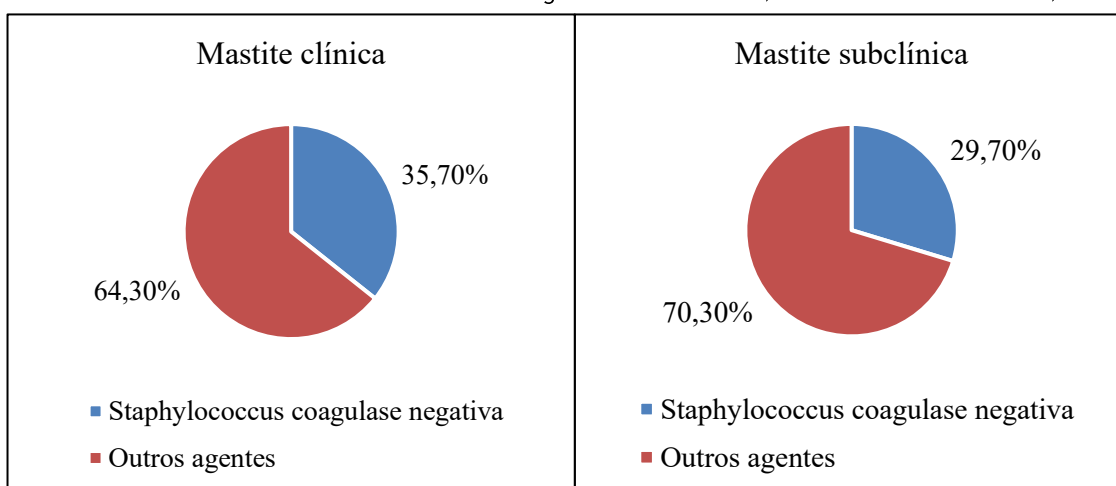 Mastite clínica
35,70%
64,30%
Staphylococcus coagulase negativa
Outros agentes
Mastite subclínica
29,70%
70,30%
Staphylococcus coagulase negativa
Outros agentes